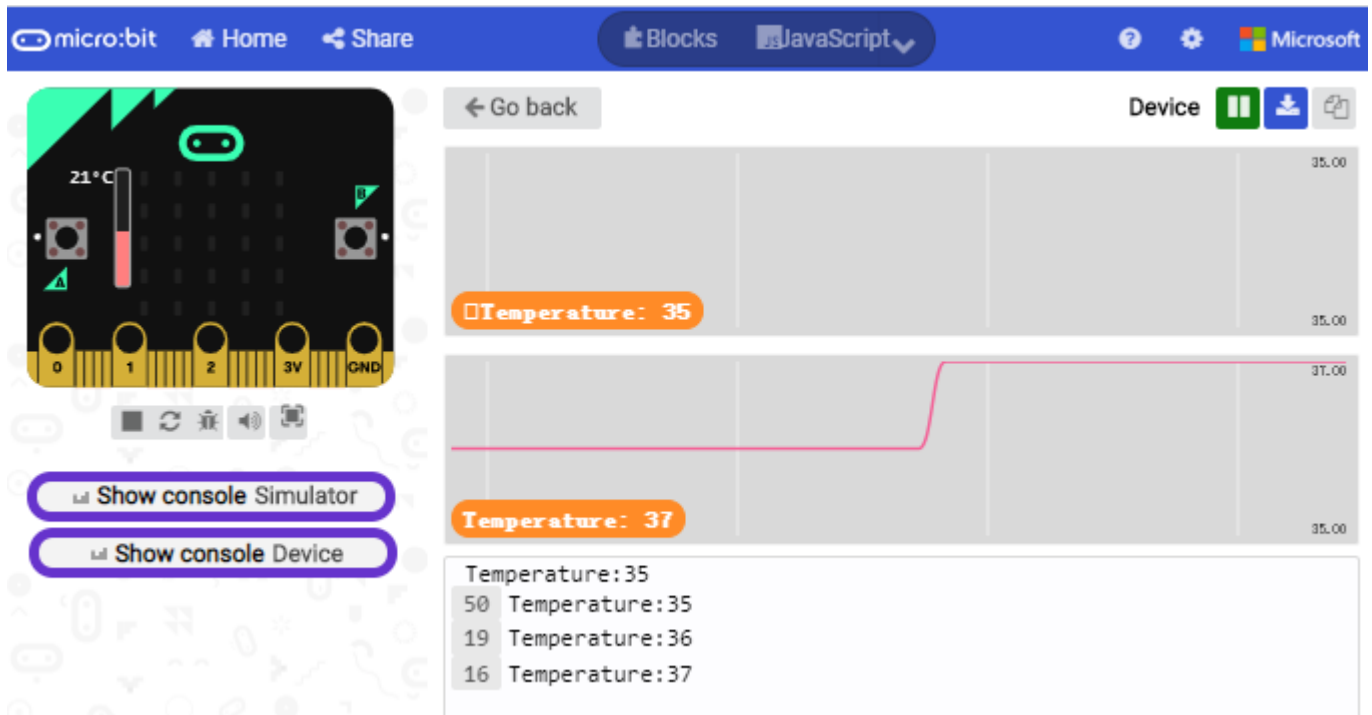 micro:bit Home Share Blocks JS JavaScript ? Microsoft
Go back Device
21°C
B
A
0 1 2 3V GND
35.00
Temperature: 35
35.00
37.00
Temperature: 37
35.00
Show console Simulator
Show console Device
Temperature:35
50 Temperature:35
19 Temperature:36
16 Temperature:37